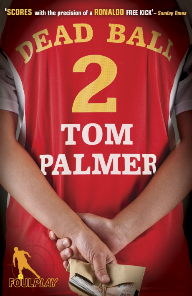 'SCORES with the precision of a RONALDO FREE KICK' – Sunday Times
DEAD BALL
2
TOM
PALMER
FOUL PLAY